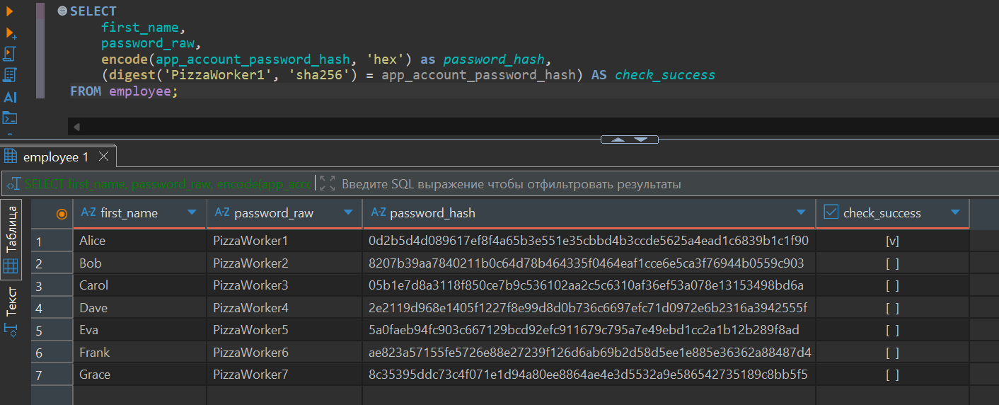 SELECT
first_name,
password_raw,
encode(app_account_password_hash, 'hex') as password_hash,
(digest('PizzaWorker1', 'sha256') = app_account_password_hash) AS check_success
FROM employee;
AI
employee 1
SELECT first_name, password_raw, encode(app_acco
Введите SQL выражение чтобы отфильтровать результаты
Таблица
Текст
A-Z first_name A-Z password_raw A-Z password_hash check_success
1 Alice PizzaWorker1 0d2b5d4d089617ef8f4a65b3e551e35cbbd4b3ccde5625a4ead1c6839b1c1f90 [v]
2 Bob PizzaWorker2 8207b39aa7840211b0c64d78b464335f0464eaf1cce6e5ca3f76944b0559c903 [ ]
3 Carol PizzaWorker3 05b1e7d8a3118f850ce7b9c536102aa2c5c6310af36ef53a078e13153498bd6a [ ]
4 Dave PizzaWorker4 2e2119d968e1405f1227f8e99d8d0b736c6697efc71d0972e6b2316a3942555f [ ]
5 Eva PizzaWorker5 5a0faeb94fc903c667129bcd92efc911679c795a7e49ebd1cc2a1b12b289f8ad [ ]
6 Frank PizzaWorker6 ae823a57155fe5726e88e27239f126d6ab69b2d58d5ee1e885e36362a88487d4 [ ]
7 Grace PizzaWorker7 8c35395ddc73c4f071e1d94a80ee8864ae4e3d5532a9e586542735189c8bb5f5 [ ]